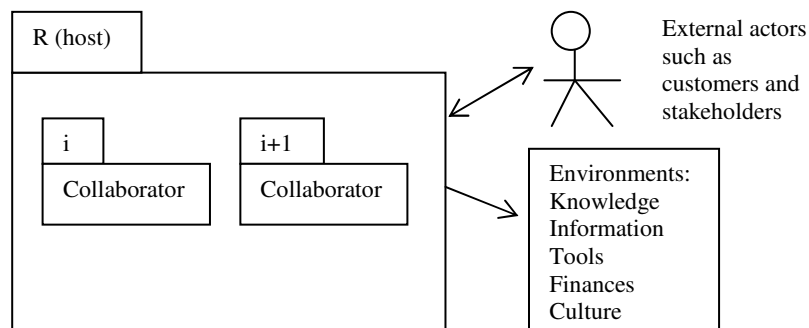 R (host)
i
Collaborator
i+1
Collaborator
External actors
such as
customers and
stakeholders
Environments:
Knowledge
Information
Tools
Finances
Culture